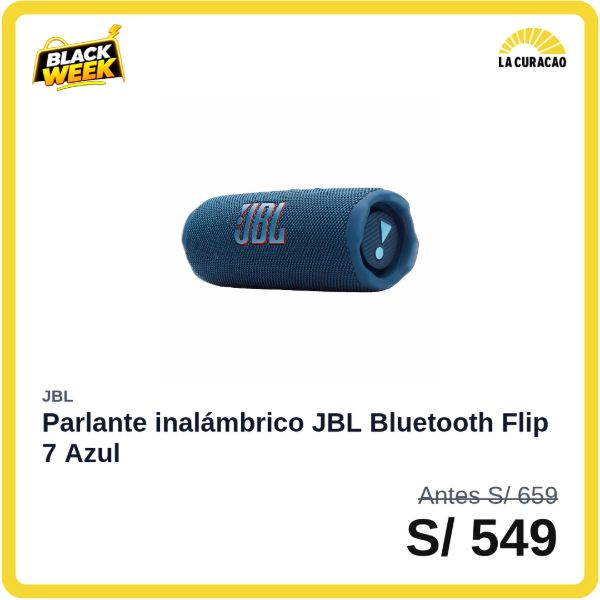 BLACK
WEEK
LA CURACAO
JBL
JBL
Parlante inalámbrico JBL Bluetooth Flip
7 Azul
Antes S/ 659
S/ 549